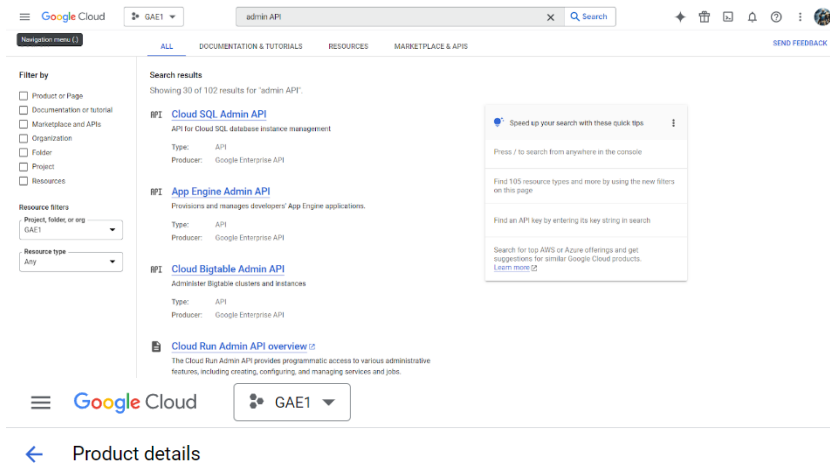 Google Cloud
GAE1
admin API
Search
Navigation menu (.)
ALL
DOCUMENTATION & TUTORIALS
RESOURCES
MARKETPLACE & APIS
SEND FEEDBACK
Filter by
Product or Page
Documentation or tutorial
Marketplace and APIs
Organization
Folder
Project
Resources
Resource filters
Project, folder, or org
GAE1
Resource type
Any
Search results
Showing 30 of 102 results for 'admin API'.
API Cloud SQL Admin API
API for Cloud SQL database instance management
Type: API
Producer: Google Enterprise API
API App Engine Admin API
Provisions and manages developers' App Engine applications.
Type: API
Producer: Google Enterprise API
API Cloud Bigtable Admin API
Administer Bigtable clusters and instances
Type: API
Producer: Google Enterprise API
Cloud Run Admin API overview
The Cloud Run Admin API provides programmatic access to various administrative
features, including creating, configuring, and managing services and jobs.
Speed up your search with these quick tips
Press / to search from anywhere in the console
Find 105 resource types and more by using the new filters
on this page
Find an API key by entering its key string in search
Search for top AWS or Azure offerings and get
suggestions for similar Google Cloud products.
Learn more
Google Cloud
GAE1
Product details